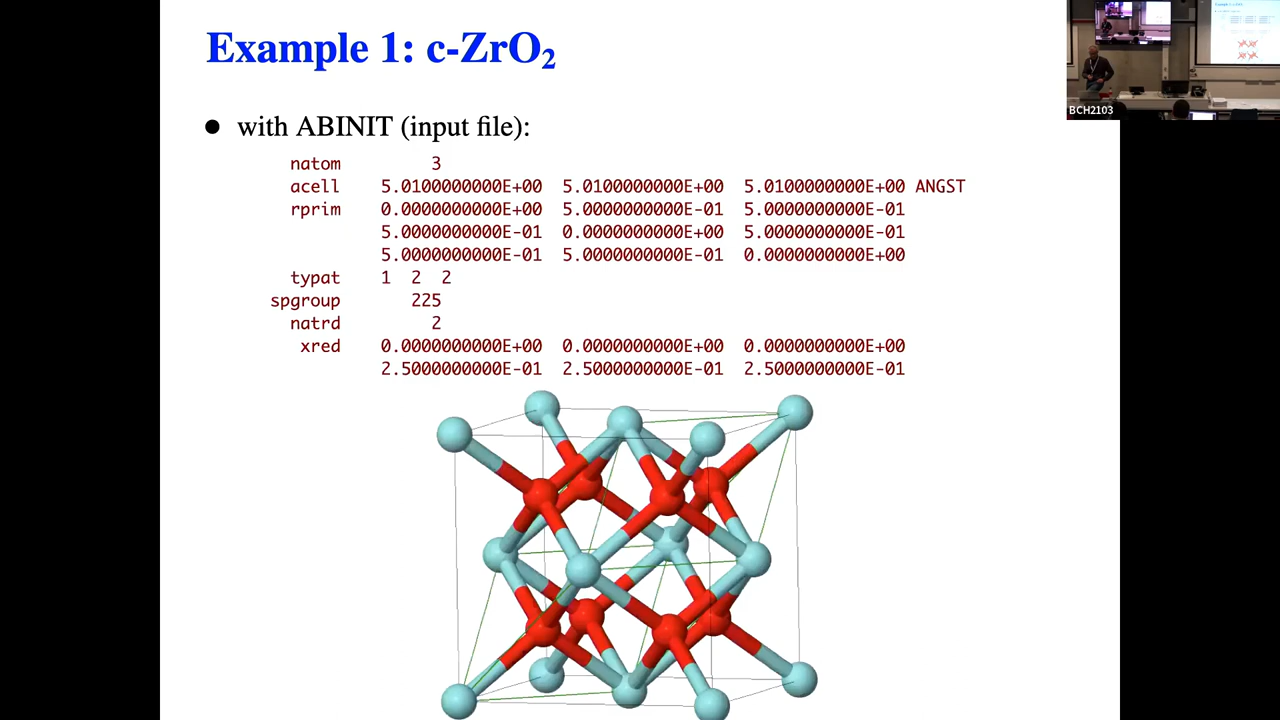 Example 1: c-ZrO₂
● with ABINIT (input file):
natom 3
acell 5.0100000000E+00 5.0100000000E+00 5.0100000000E+00 ANGST
rprim 0.0000000000E+00 5.0000000000E-01 5.0000000000E-01
5.0000000000E-01 0.0000000000E+00 5.0000000000E-01
5.0000000000E-01 5.0000000000E-01 0.0000000000E+00
typat 1 2 2
spgroup 225
natrd 2
xred 0.0000000000E+00 0.0000000000E+00 0.0000000000E+00
2.5000000000E-01 2.5000000000E-01 2.5000000000E-01
BCH2103